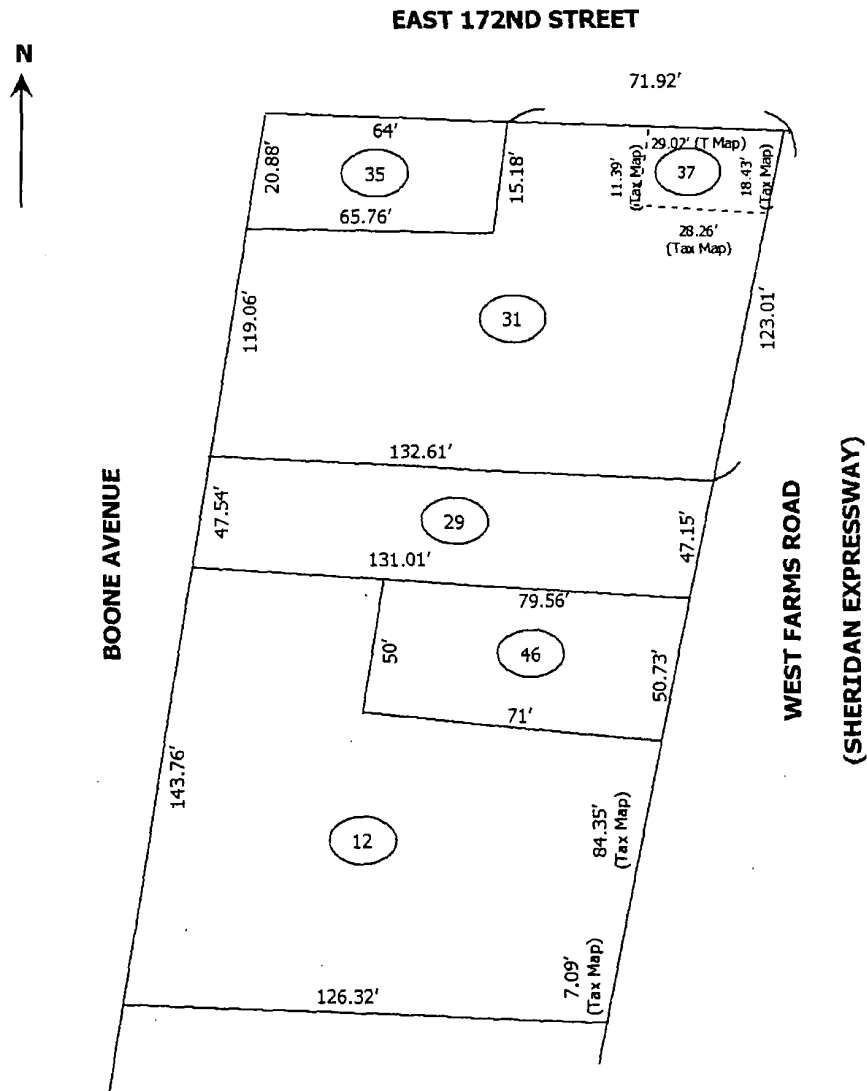 EAST 172ND STREET
N
71.92'
64'
29.02' (T Map)
20.88'
35
15.18'
11.39'
(Tax Map)
37
18.43'
(Tax Map)
65.76'
28.26'
(Tax Map)
119.06'
31
123.01'
132.61'
BOONE AVENUE
47.54'
29
47.15'
WEST FARMS ROAD
(SHERIDAN EXPRESSWAY)
131.01'
79.56'
50'
46
50.73'
71'
143.76'
12
84.35'
(Tax Map)
7.09'
(Tax Map)
126.32'